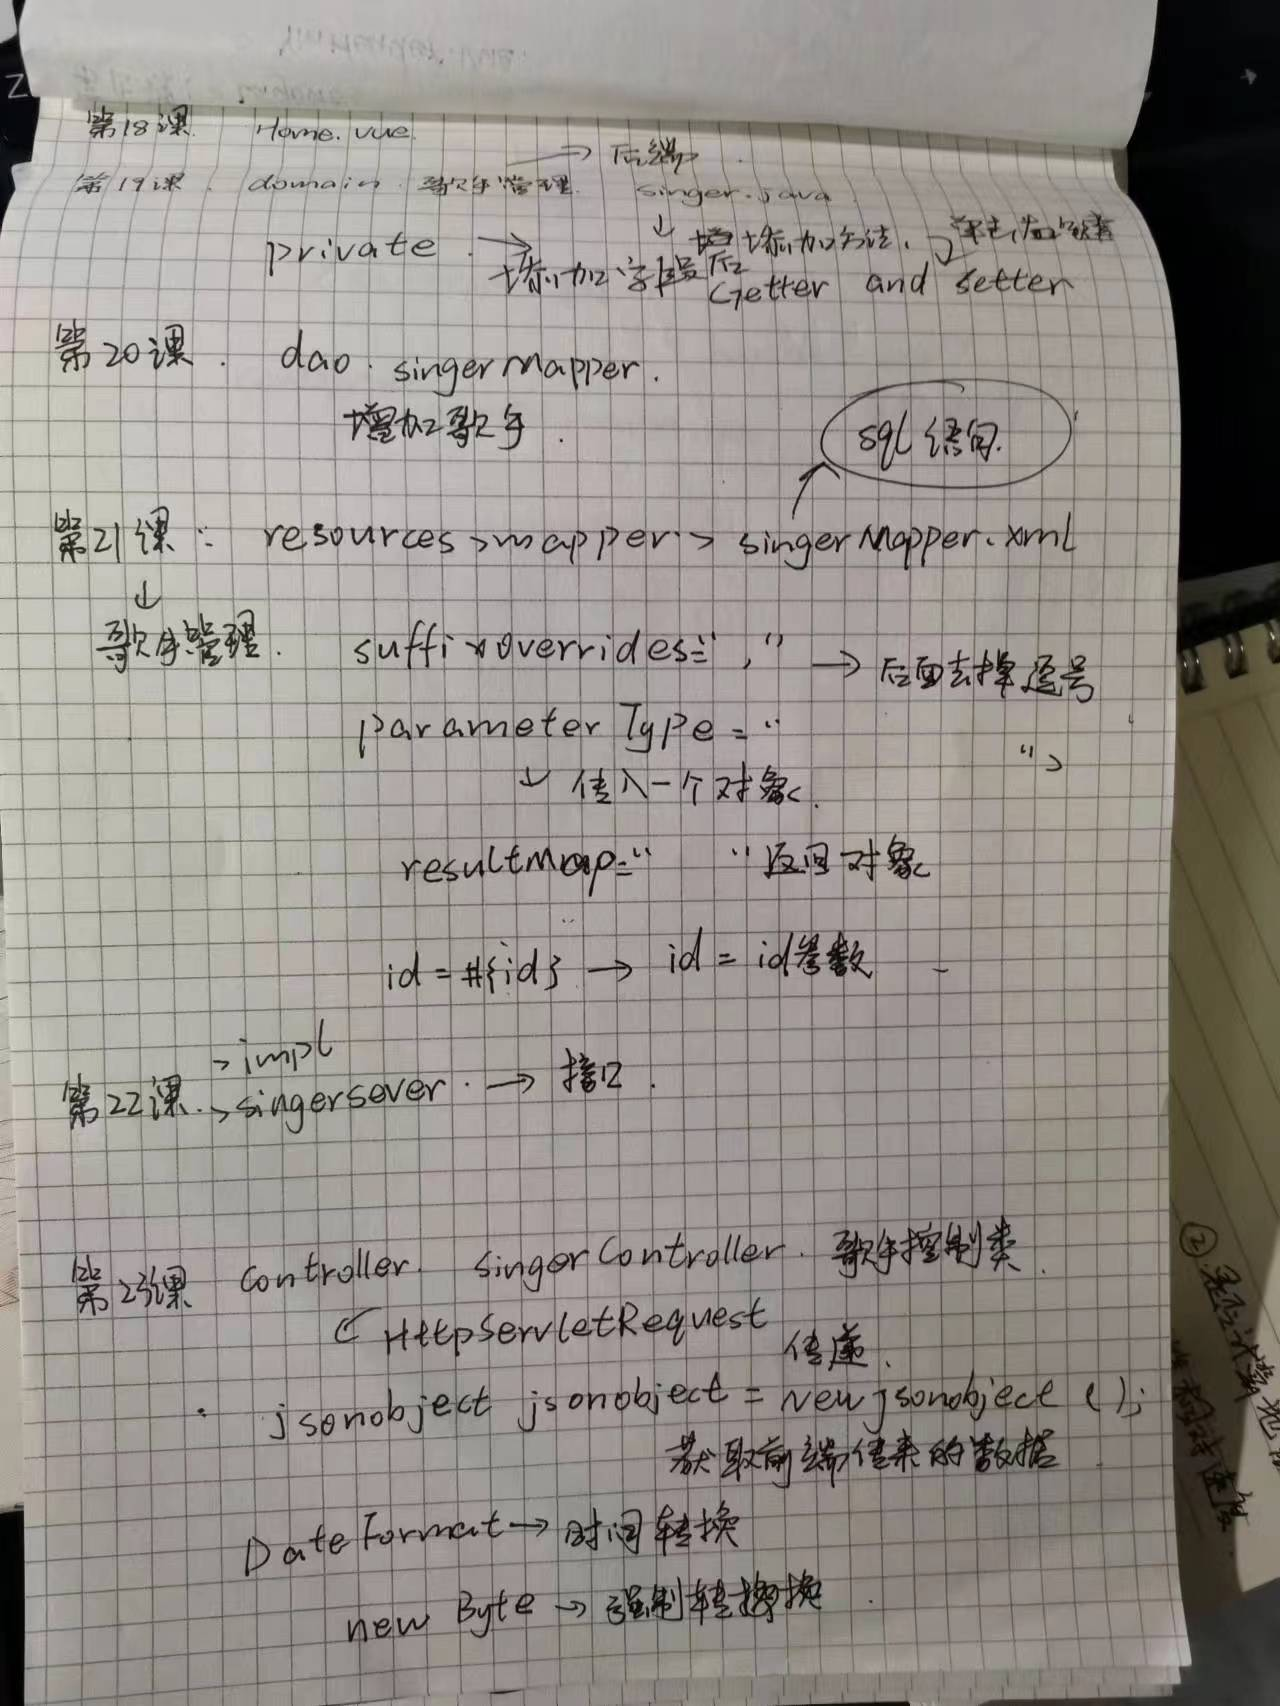 第18课 Home.vue
→ 后端
第19课. domain. 歌手管理 singer.java
private. → 添加字段后 ↓ 增添加方法.
Getter and setter
第20课. dao. singerMapper.
增加歌手.
sql 语句.
第21课: resources>mapper> singerMapper.xml
↓
歌手管理. suffixoverrides=",” → 后面去掉逗号
parameterType = “ ”>
↓ 传入一个对象.
resultMap=“ ”返回对象
id = #{id} → id = id参数
>impl
第22课.>singersever. → 接口.
第23课 Controller. singerController. 歌手控制类.
HttpServletRequest
传递.
jsonobject jsonobject = new jsonobject ();
获取前端传来的数据
DateFormat→时间转换
new Byte → 强制转换
②